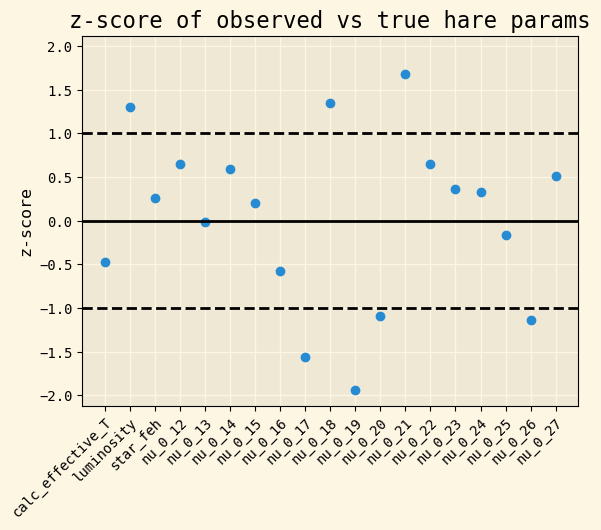 z-score of observed vs true hare params
z-score
2.0
1.5
1.0
0.5
0.0
−0.5
−1.0
−1.5
−2.0
calc_effective_T
luminosity
star_feh
nu_0_12
nu_0_13
nu_0_14
nu_0_15
nu_0_16
nu_0_17
nu_0_18
nu_0_19
nu_0_20
nu_0_21
nu_0_22
nu_0_23
nu_0_24
nu_0_25
nu_0_26
nu_0_27